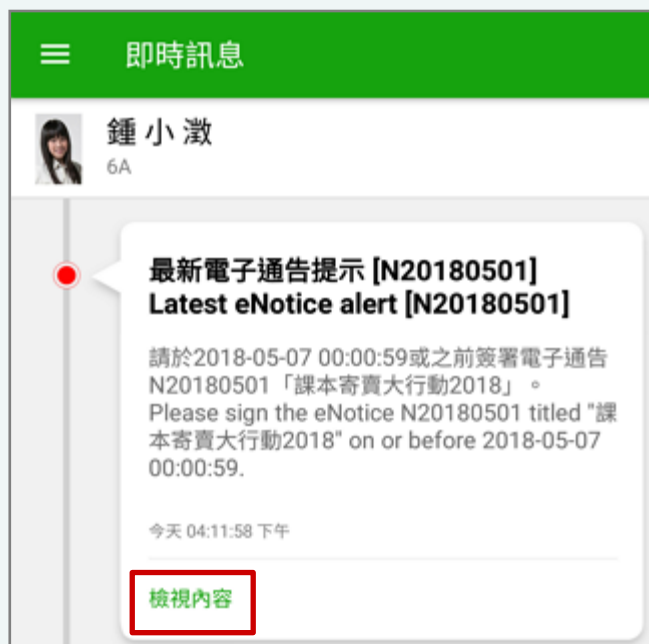 即時訊息
鍾小澂
6A
最新電子通告提示 [N20180501]
Latest eNotice alert [N20180501]
請於2018-05-07 00:00:59或之前簽署電子通告
N20180501「課本寄賣大行動2018」。
Please sign the eNotice N20180501 titled "課
本寄賣大行動2018" on or before 2018-05-07
00:00:59.
今天 04:11:58 下午
檢視內容